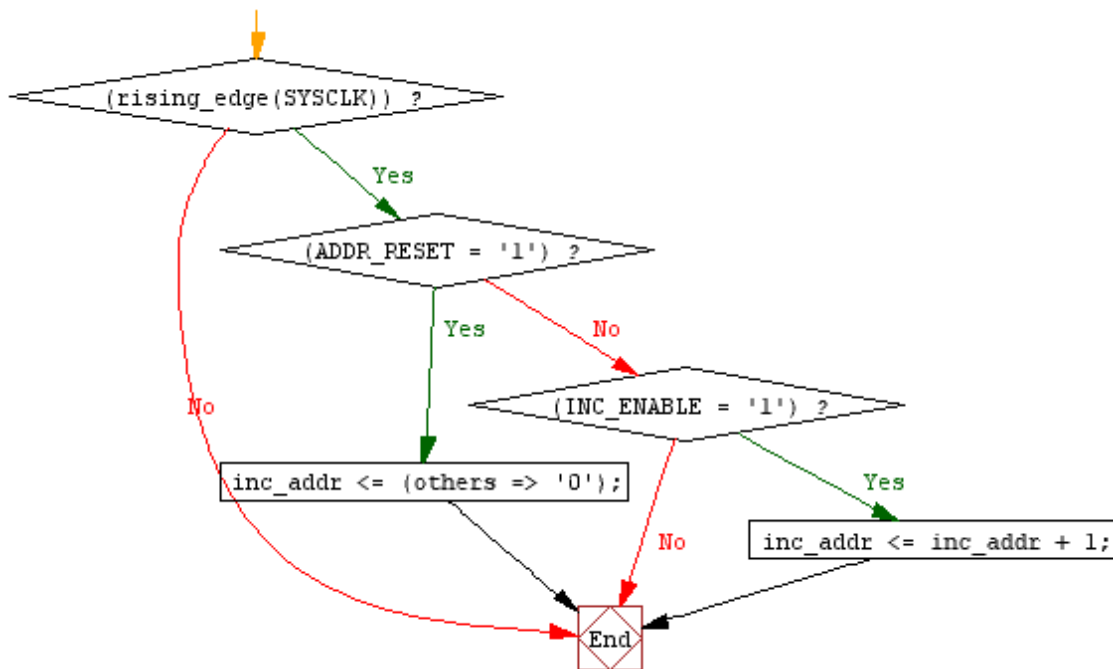 (rising_edge(SYSCLK)) ?
Yes
(ADDR_RESET = '1') ?
Yes
No
No
(INC_ENABLE = '1') ?
inc_addr <= (others => '0');
Yes
No
inc_addr <= inc_addr + 1;
End